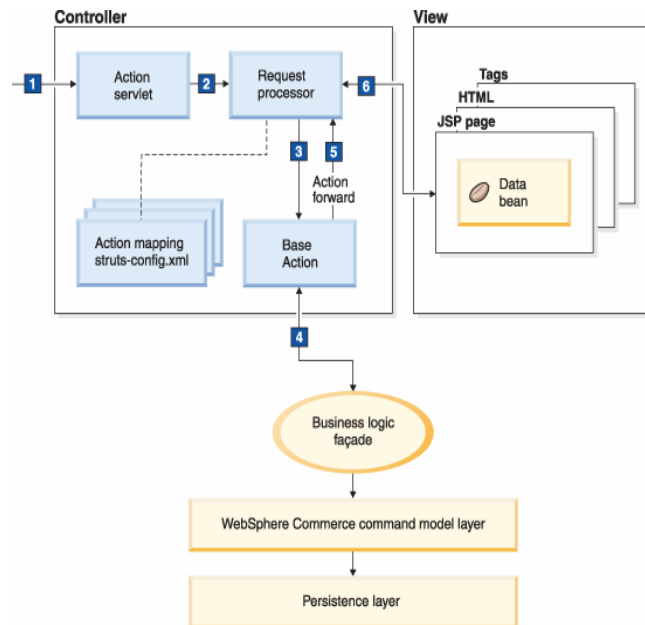 Controller
View
1
Action
servlet
2
Request
processor
6
Tags
HTML
JSP page
Data
bean
3
5
Action
forward
Action mapping
struts-config.xml
Base
Action
4
Business logic
façade
WebSphere Commerce command model layer
Persistence layer